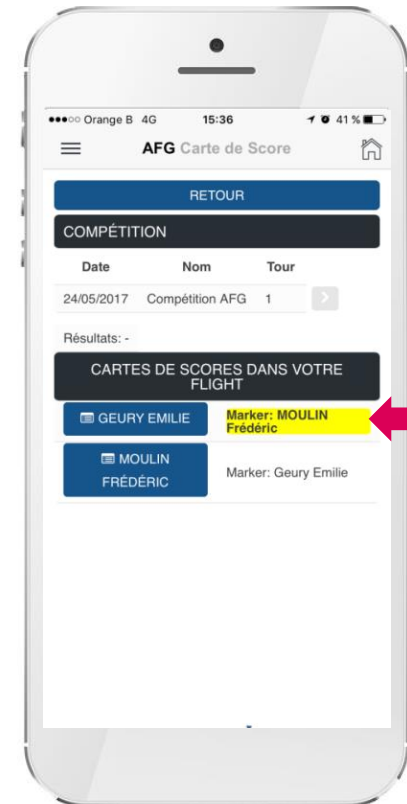 Orange B 4G 15:36 41 %
AFG Carte de Score
RETOUR
COMPÉTITION
Date Nom Tour
24/05/2017 Compétition AFG 1
Résultats: -
CARTES DE SCORES DANS VOTRE
FLIGHT
GEURY EMILIE Marker: MOULIN
Frédéric
MOULIN
FRÉDÉRIC
Marker: Geury Emilie